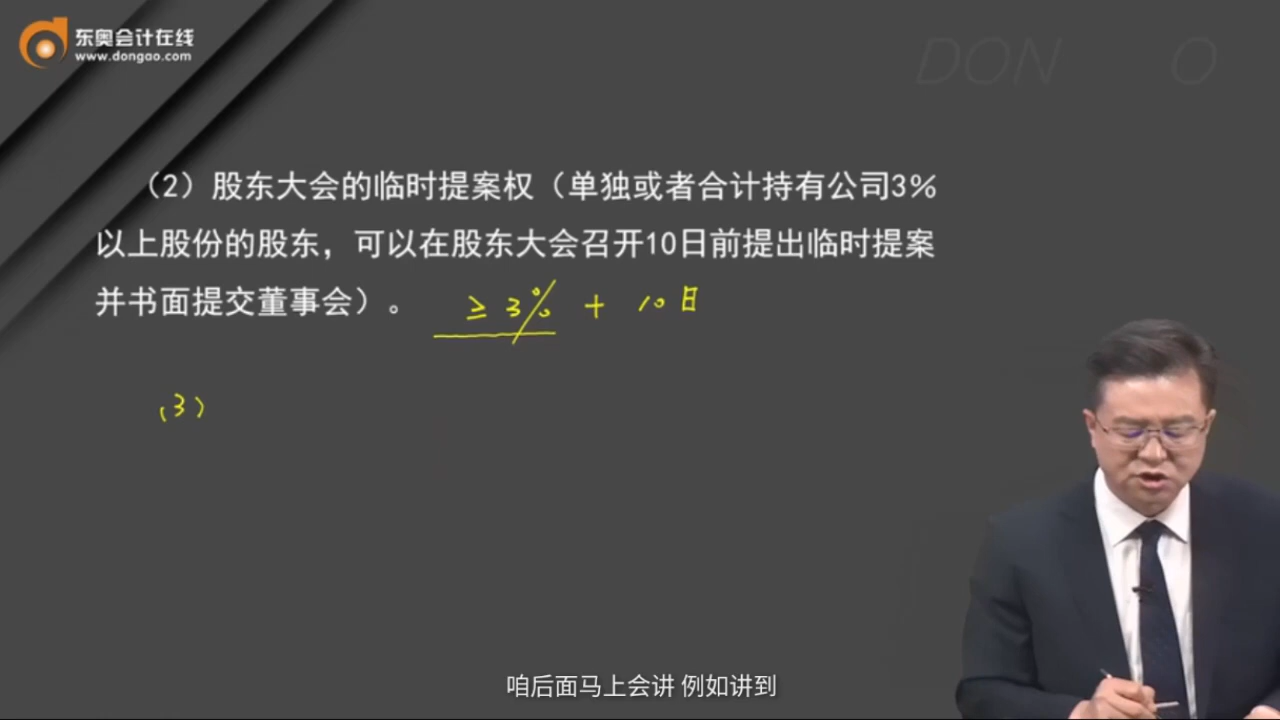 东奥会计在线
www.dongao.com
DON O
（2）股东大会的临时提案权（单独或者合计持有公司3%
以上股份的股东，可以在股东大会召开10日前提出临时提案
并书面提交董事会）。
≥3% + 10日
(3)
咱后面马上会讲 例如讲到